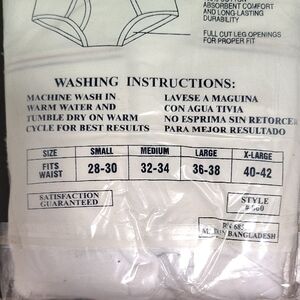 ABSORBENT COMFORT
AND LONG-LASTING
DURABILITY
FULL CUT LEG OPENINGS
FOR PROPER FIT
WASHING INSTRUCTIONS:
MACHINE WASH IN
WARM WATER AND
TUMBLE DRY ON WARM
CYCLE FOR BEST RESULTS
LAVESE A MAGUINA
CON AGUA TIVIA
NO ESPRIMA SIN RETORCER
PARA MEJOR RESULTADO
SIZE SMALL MEDIUM LARGE X-LARGE
FITS WAIST 28-30 32-34 36-38 40-42
SATISFACTION
GUARANTEED
STYLE
RN
BANGLADESH